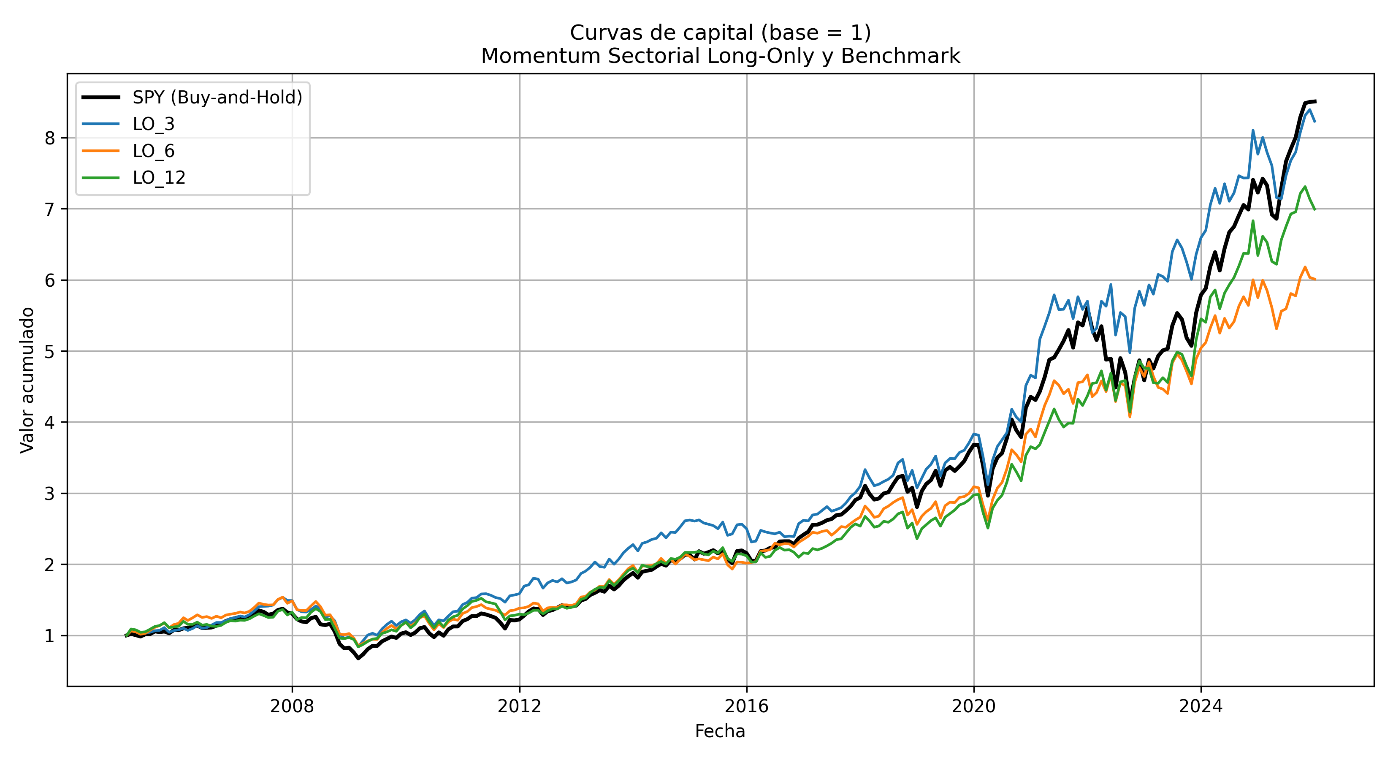 Curvas de capital (base = 1)
Momentum Sectorial Long-Only y Benchmark
SPY (Buy-and-Hold)
LO_3
LO_6
LO_12
Valor acumulado
8
7
6
5
4
3
2
1
2008
2012
2016
2020
2024
Fecha